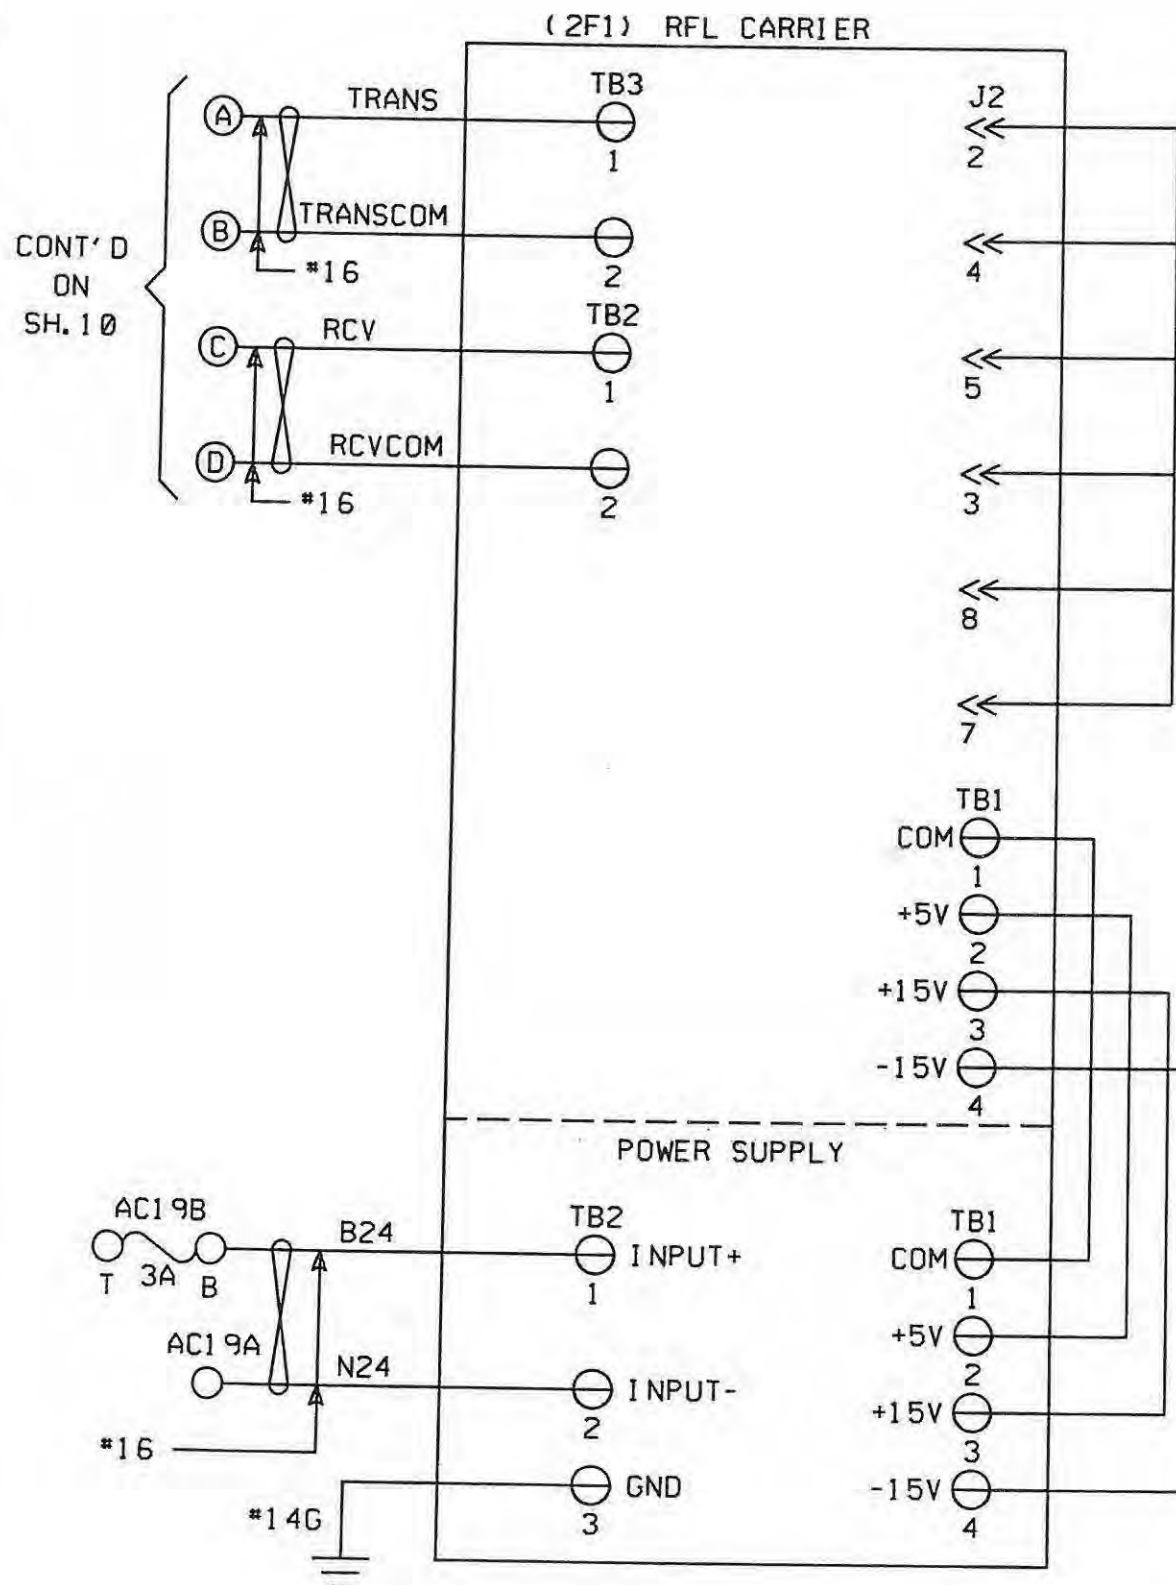 (2F1) RFL CARRIER
A
TRANS
TB3
1
J2
2
B
TRANSCOM
2
4
#16
CONT'D
ON
SH.10
C
RCV
TB2
1
5
D
RCVCOM
2
3
#16
8
7
TB1
COM
1
+5V
2
+15V
3
-15V
4
POWER SUPPLY
AC19B
T
3A
B
B24
TB2
INPUT+
1
TB1
COM
1
+5V
2
AC19A
N24
INPUT-
2
+15V
3
#16
GND
3
-15V
4
#14G